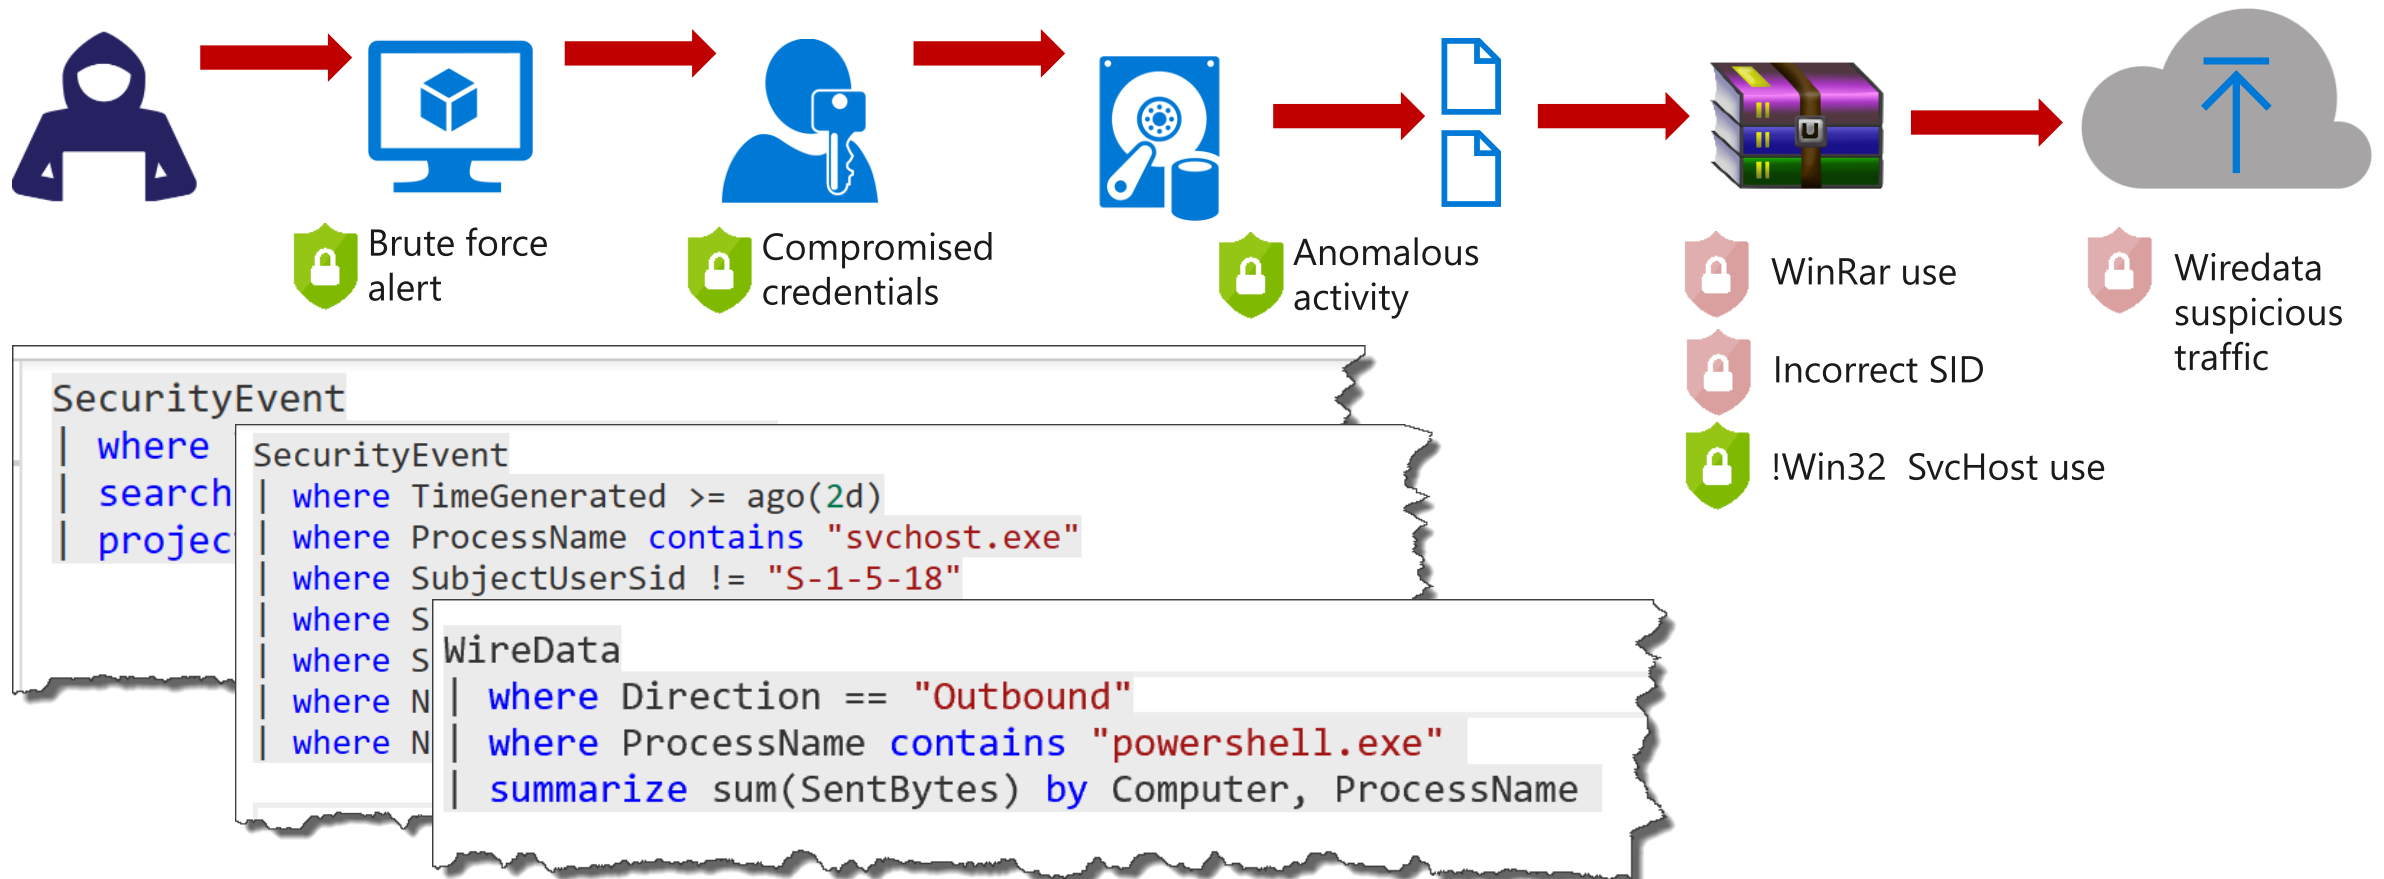 Brute force
alert
Compromised
credentials
Anomalous
activity
WinRar use
Incorrect SID
!Win32 SvcHost use
Wiredata
suspicious
traffic
SecurityEvent
| where
| search
| projec
SecurityEvent
| where TimeGenerated >= ago(2d)
| where ProcessName contains "svchost.exe"
| where SubjectUserSid != "S-1-5-18"
| where S
| where S
| where N
| where N
WireData
| where Direction == "Outbound"
| where ProcessName contains "powershell.exe"
| summarize sum(SentBytes) by Computer, ProcessName